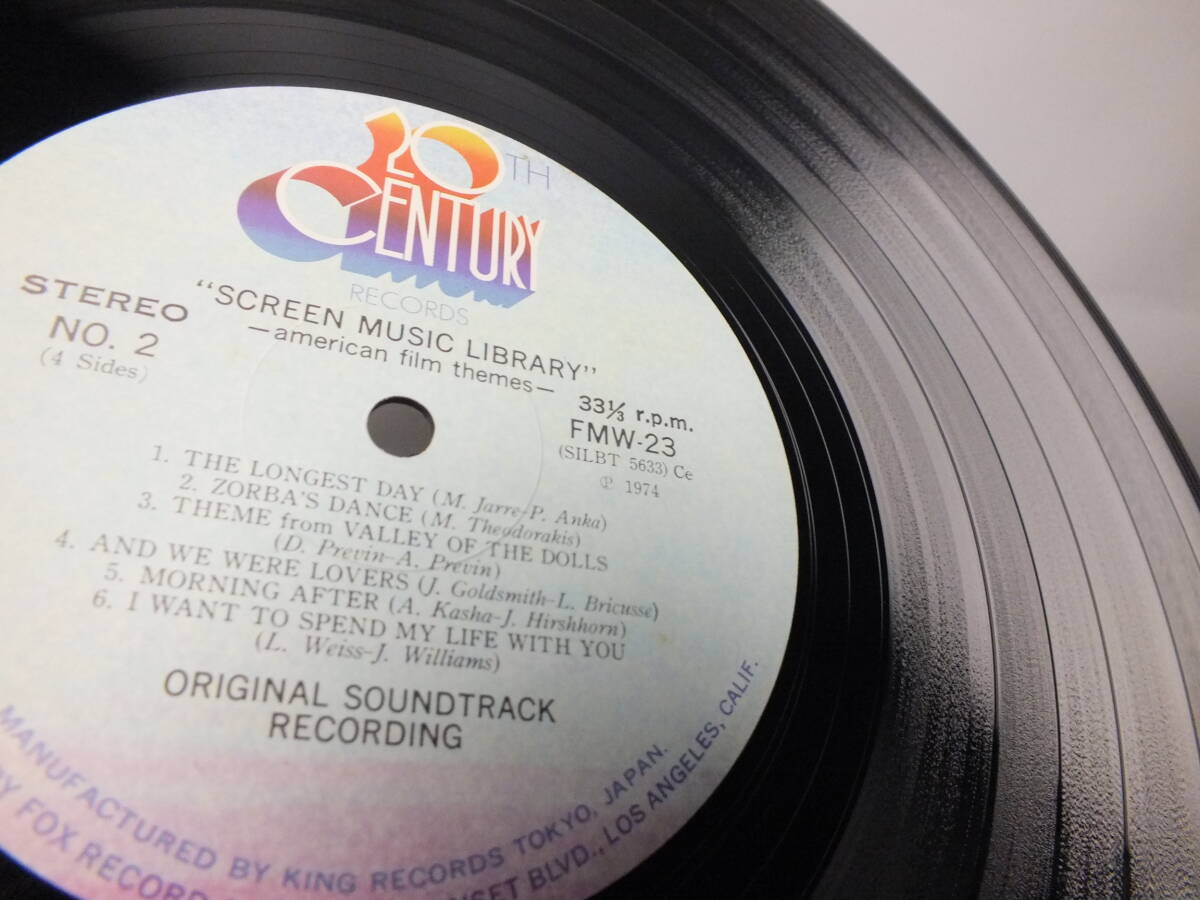 20TH
CENTURY
RECORDS
"SCREEN MUSIC LIBRARY"
—american film themes—
STEREO
NO. 2
(4 Sides)
33⅓ r.p.m.
FMW-23
(SILBT 5633) Ce
℗ 1974
1. THE LONGEST DAY (M. Jarre-P. Anka)
2. ZORBA'S DANCE (M. Theodorakis)
3. THEME from VALLEY OF THE DOLLS
(D. Previn-A. Previn)
4. AND WE WERE LOVERS (J. Goldsmith-L. Bricusse)
5. MORNING AFTER (A. Kasha-J. Hirshhorn)
6. I WANT TO SPEND MY LIFE WITH YOU
(L. Weiss-J. Williams)
ORIGINAL SOUNDTRACK
RECORDING
MANUFACTURED BY KING RECORDS TOKYO, JAPAN.
FOX RECORD BLVD., LOS ANGELES, CALIF.